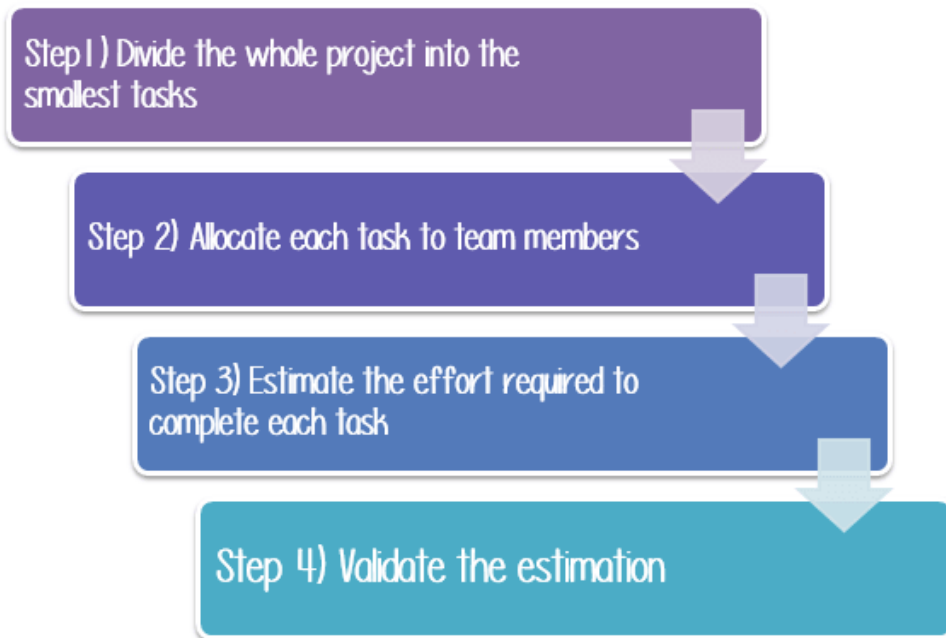 Step1) Divide the whole project into the
smallest tasks
Step 2) Allocate each task to team members
Step 3) Estimate the effort required to
complete each task
Step 4) Validate the estimation